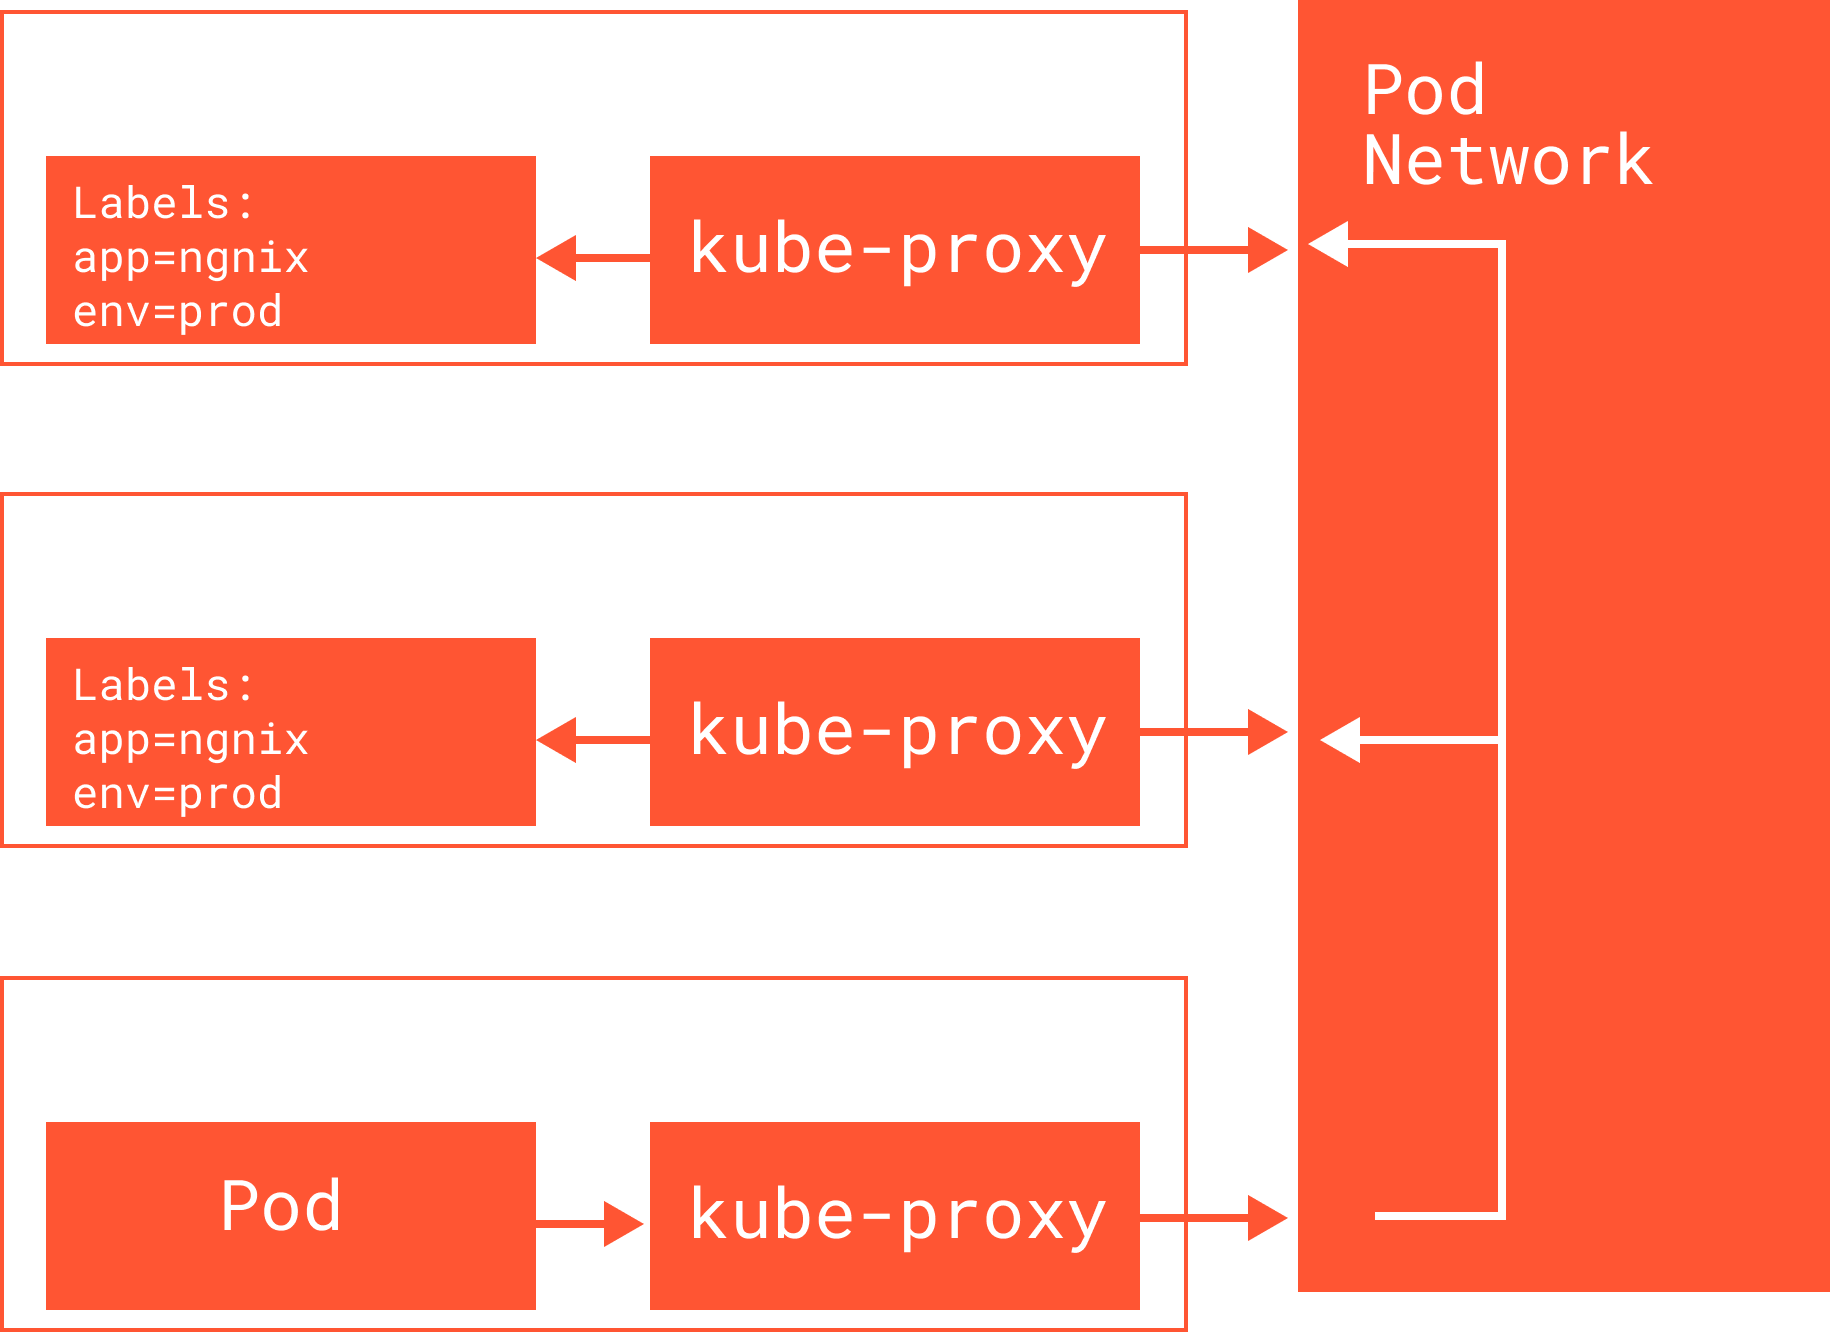 Labels:
app=ngnix
env=prod
kube-proxy
Pod
Network
Labels:
app=ngnix
env=prod
kube-proxy
Pod
kube-proxy